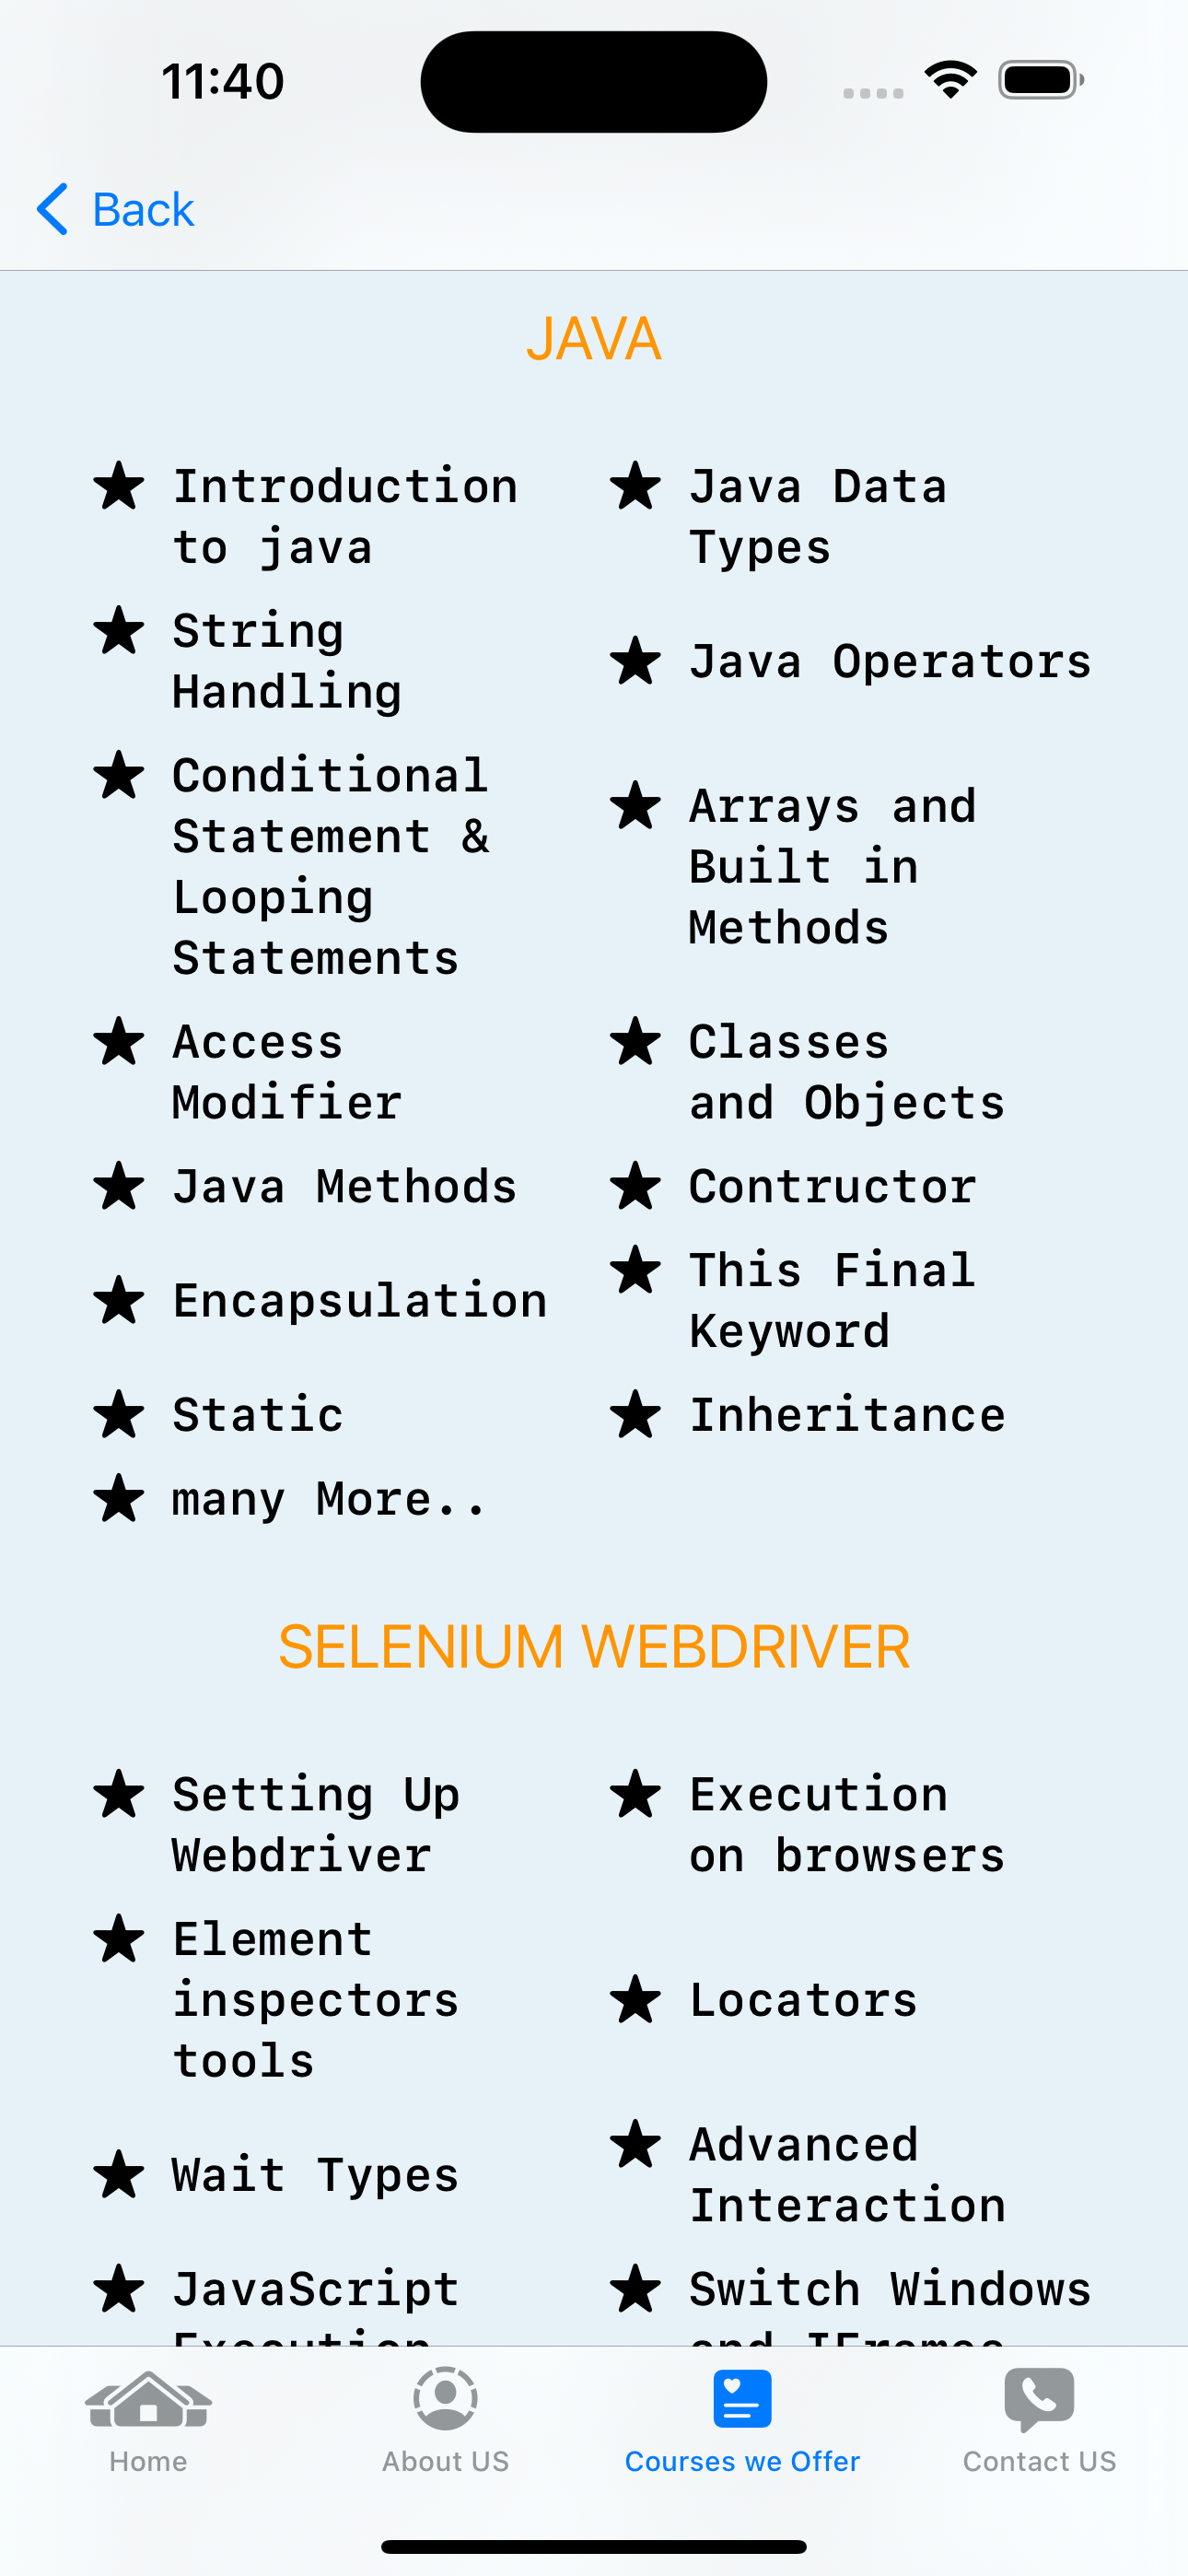 11:40
Back
JAVA
Introduction
to java
Java Data
Types
String
Handling
Java Operators
Conditional
Statement &
Looping
Statements
Arrays and
Built in
Methods
Access
Modifier
Classes
and Objects
Java Methods
Contructor
Encapsulation
This Final
Keyword
Static
Inheritance
many More..
SELENIUM WEBDRIVER
Setting Up
Webdriver
Execution
on browsers
Element
inspectors
tools
Locators
Wait Types
Advanced
Interaction
JavaScript
Execution
Switch Windows
and IFrames
Home
About US
Courses we Offer
Contact US